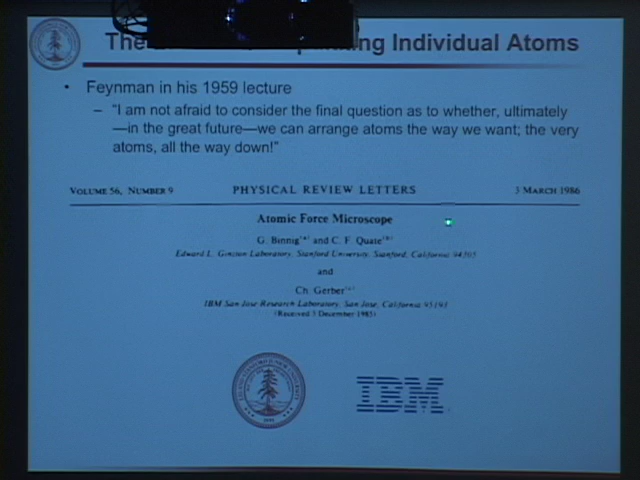 The Individual Atoms
• Feynman in his 1959 lecture
– “I am not afraid to consider the final question as to whether, ultimately
—in the great future—we can arrange atoms the way we want; the very
atoms, all the way down!”
VOLUME 56, NUMBER 9 PHYSICAL REVIEW LETTERS 3 MARCH 1986
Atomic Force Microscope
G. Binnig and C. F. Quate
Edward L. Ginzton Laboratory, Stanford University, Stanford, California 94305
and
Ch. Gerber
IBM San Jose Research Laboratory, San Jose, California 95193
(Received 5 December 1985)
IBM